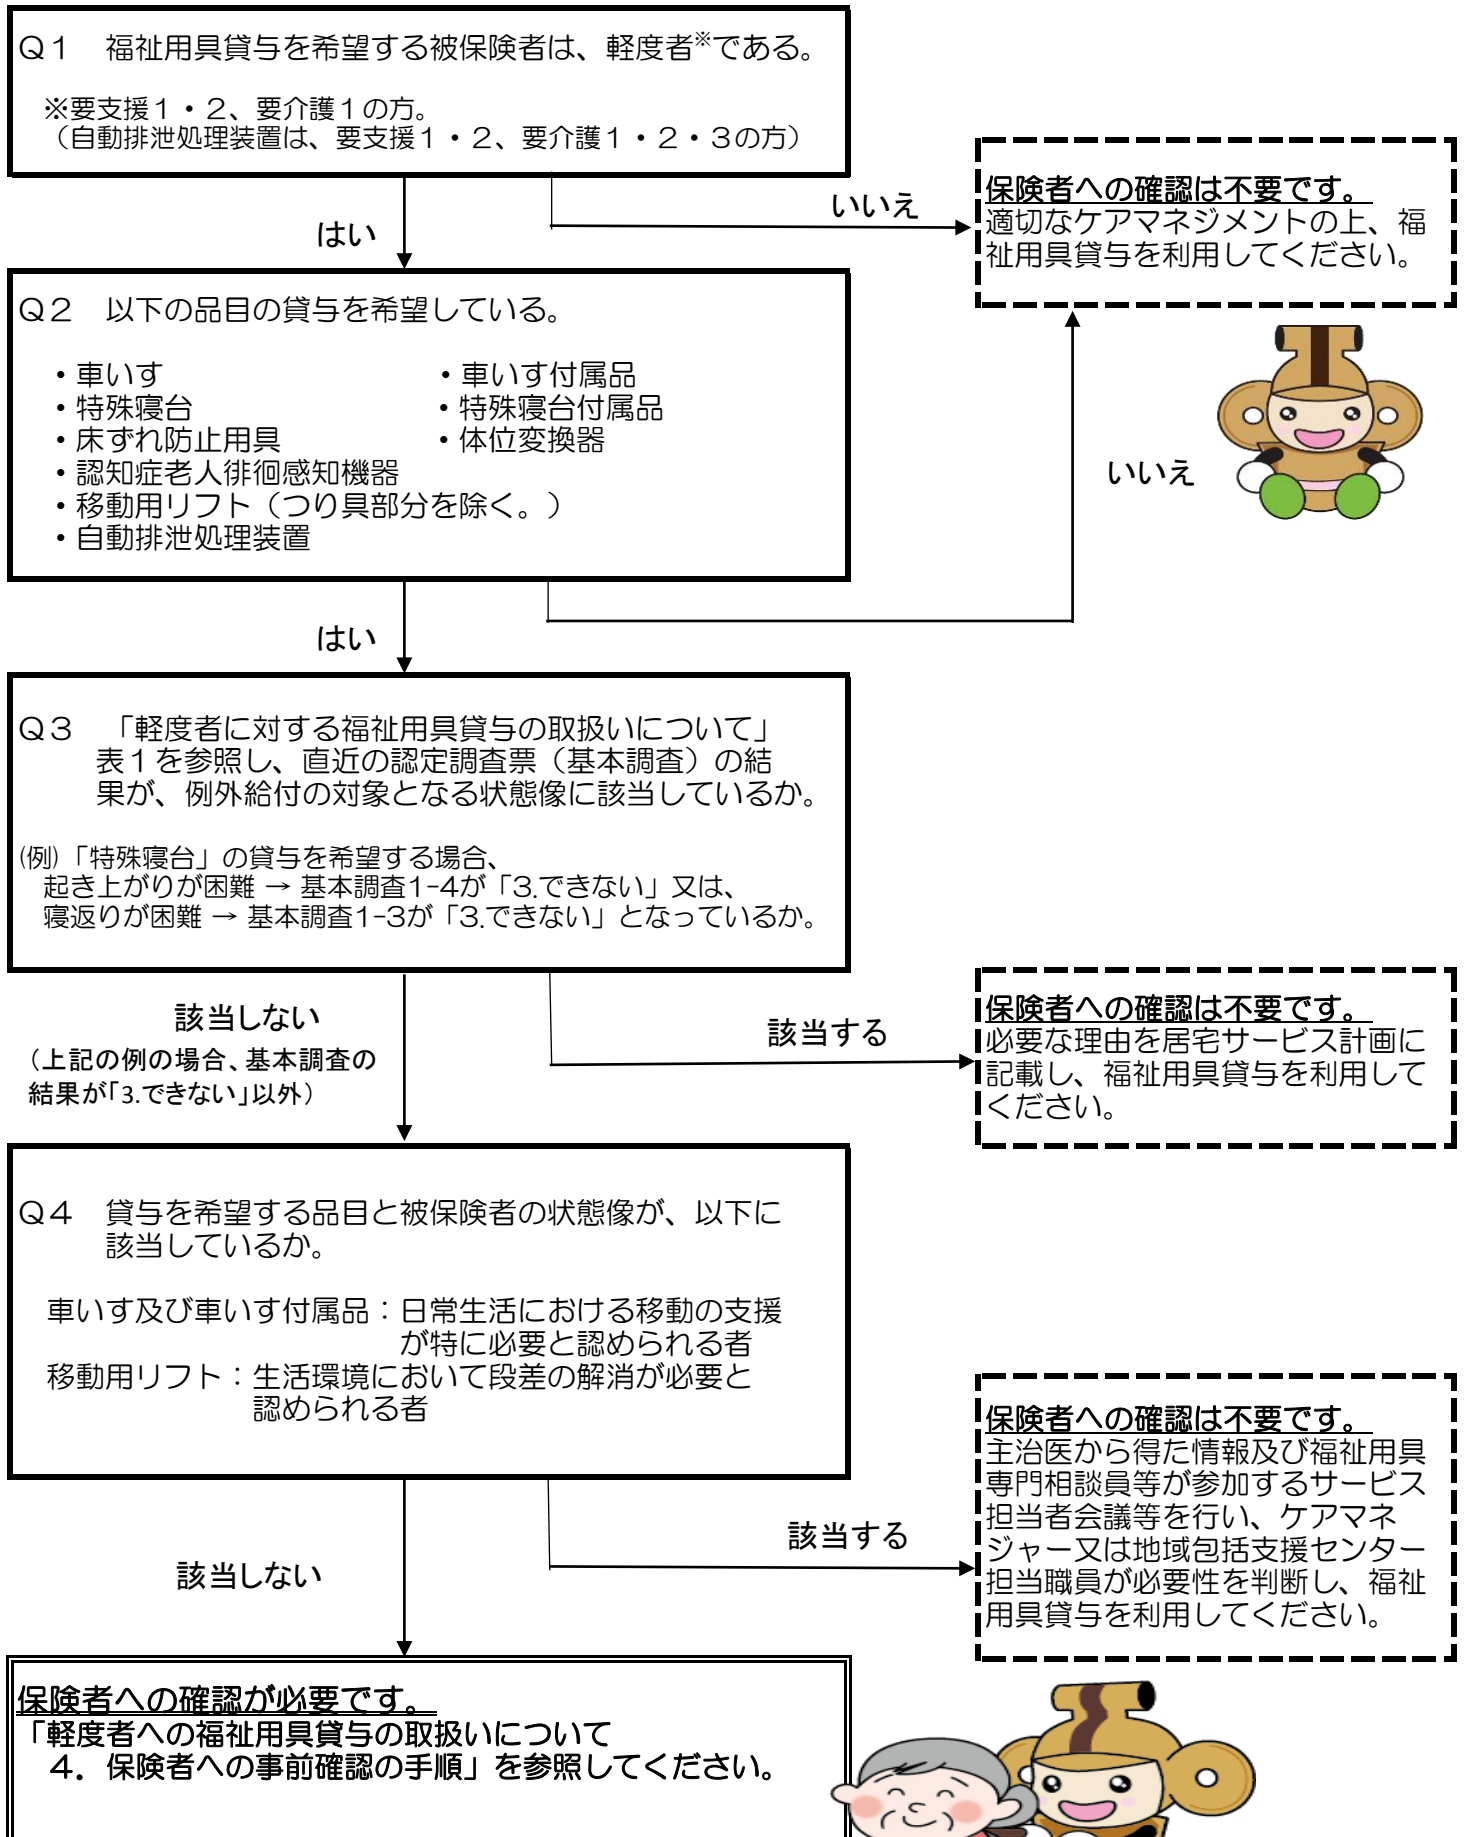 Ｑ１　福祉用具貸与を希望する被保険者は、軽度者※である。
※要支援１・２、要介護１の方。
（自動排泄処理装置は、要支援１・２、要介護１・２・３の方）
いいえ
はい
保険者への確認は不要です。
適切なケアマネジメントの上、福
祉用具貸与を利用してください。
Ｑ２　以下の品目の貸与を希望している。
・車いす　・車いす付属品
・特殊寝台　・特殊寝台付属品
・床ずれ防止用具　・体位変換器
・認知症老人徘徊感知機器
・移動用リフト（つり具部分を除く。）
・自動排泄処理装置
いいえ
はい
Ｑ３　「軽度者に対する福祉用具貸与の取扱いについて」
表１を参照し、直近の認定調査票（基本調査）の結
果が、例外給付の対象となる状態像に該当しているか。
(例)「特殊寝台」の貸与を希望する場合、
起き上がりが困難 → 基本調査1-4が「3.できない」又は、
寝返りが困難 → 基本調査1-3が「3.できない」となっているか。
該当しない
（上記の例の場合、基本調査の
結果が「3.できない」以外）
該当する
保険者への確認は不要です。
必要な理由を居宅サービス計画に
記載し、福祉用具貸与を利用して
ください。
Ｑ４　貸与を希望する品目と被保険者の状態像が、以下に
該当しているか。
車いす及び車いす付属品：日常生活における移動の支援
が特に必要と認められる者
移動用リフト：生活環境において段差の解消が必要と
認められる者
該当しない
該当する
保険者への確認は不要です。
主治医から得た情報及び福祉用具
専門相談員等が参加するサービス
担当者会議等を行い、ケアマネ
ジャー又は地域包括支援センター
担当職員が必要性を判断し、福祉
用具貸与を利用してください。
保険者への確認が必要です。
「軽度者への福祉用具貸与の取扱いについて
４．保険者への事前確認の手順」を参照してください。